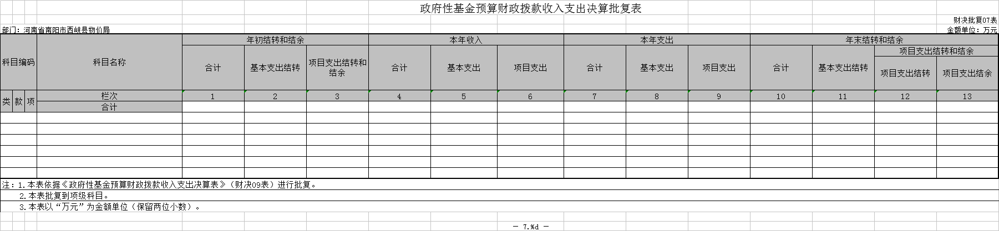 政府性基金预算财政拨款收入支出决算批复表
财决批复07表
部门：河南省南阳市西峡县物价局
金额单位：万元
科目编码 科目名称 年初结转和结余 本年收入 本年支出 年末结转和结余
合计 基本支出结转 项目支出结转和结余 合计 基本支出 项目支出 合计 基本支出 项目支出 合计 基本支出结转 项目支出结转和结余
项目支出结转 项目支出结余
类 款 项 栏次 1 2 3 4 5 6 7 8 9 10 11 12 13
合计
注：1.本表依据《政府性基金预算财政拨款收入支出决算表》（财决09表）进行批复。
2.本表批复到项级科目。
3.本表以“万元”为金额单位（保留两位小数）。
— 7.%d —